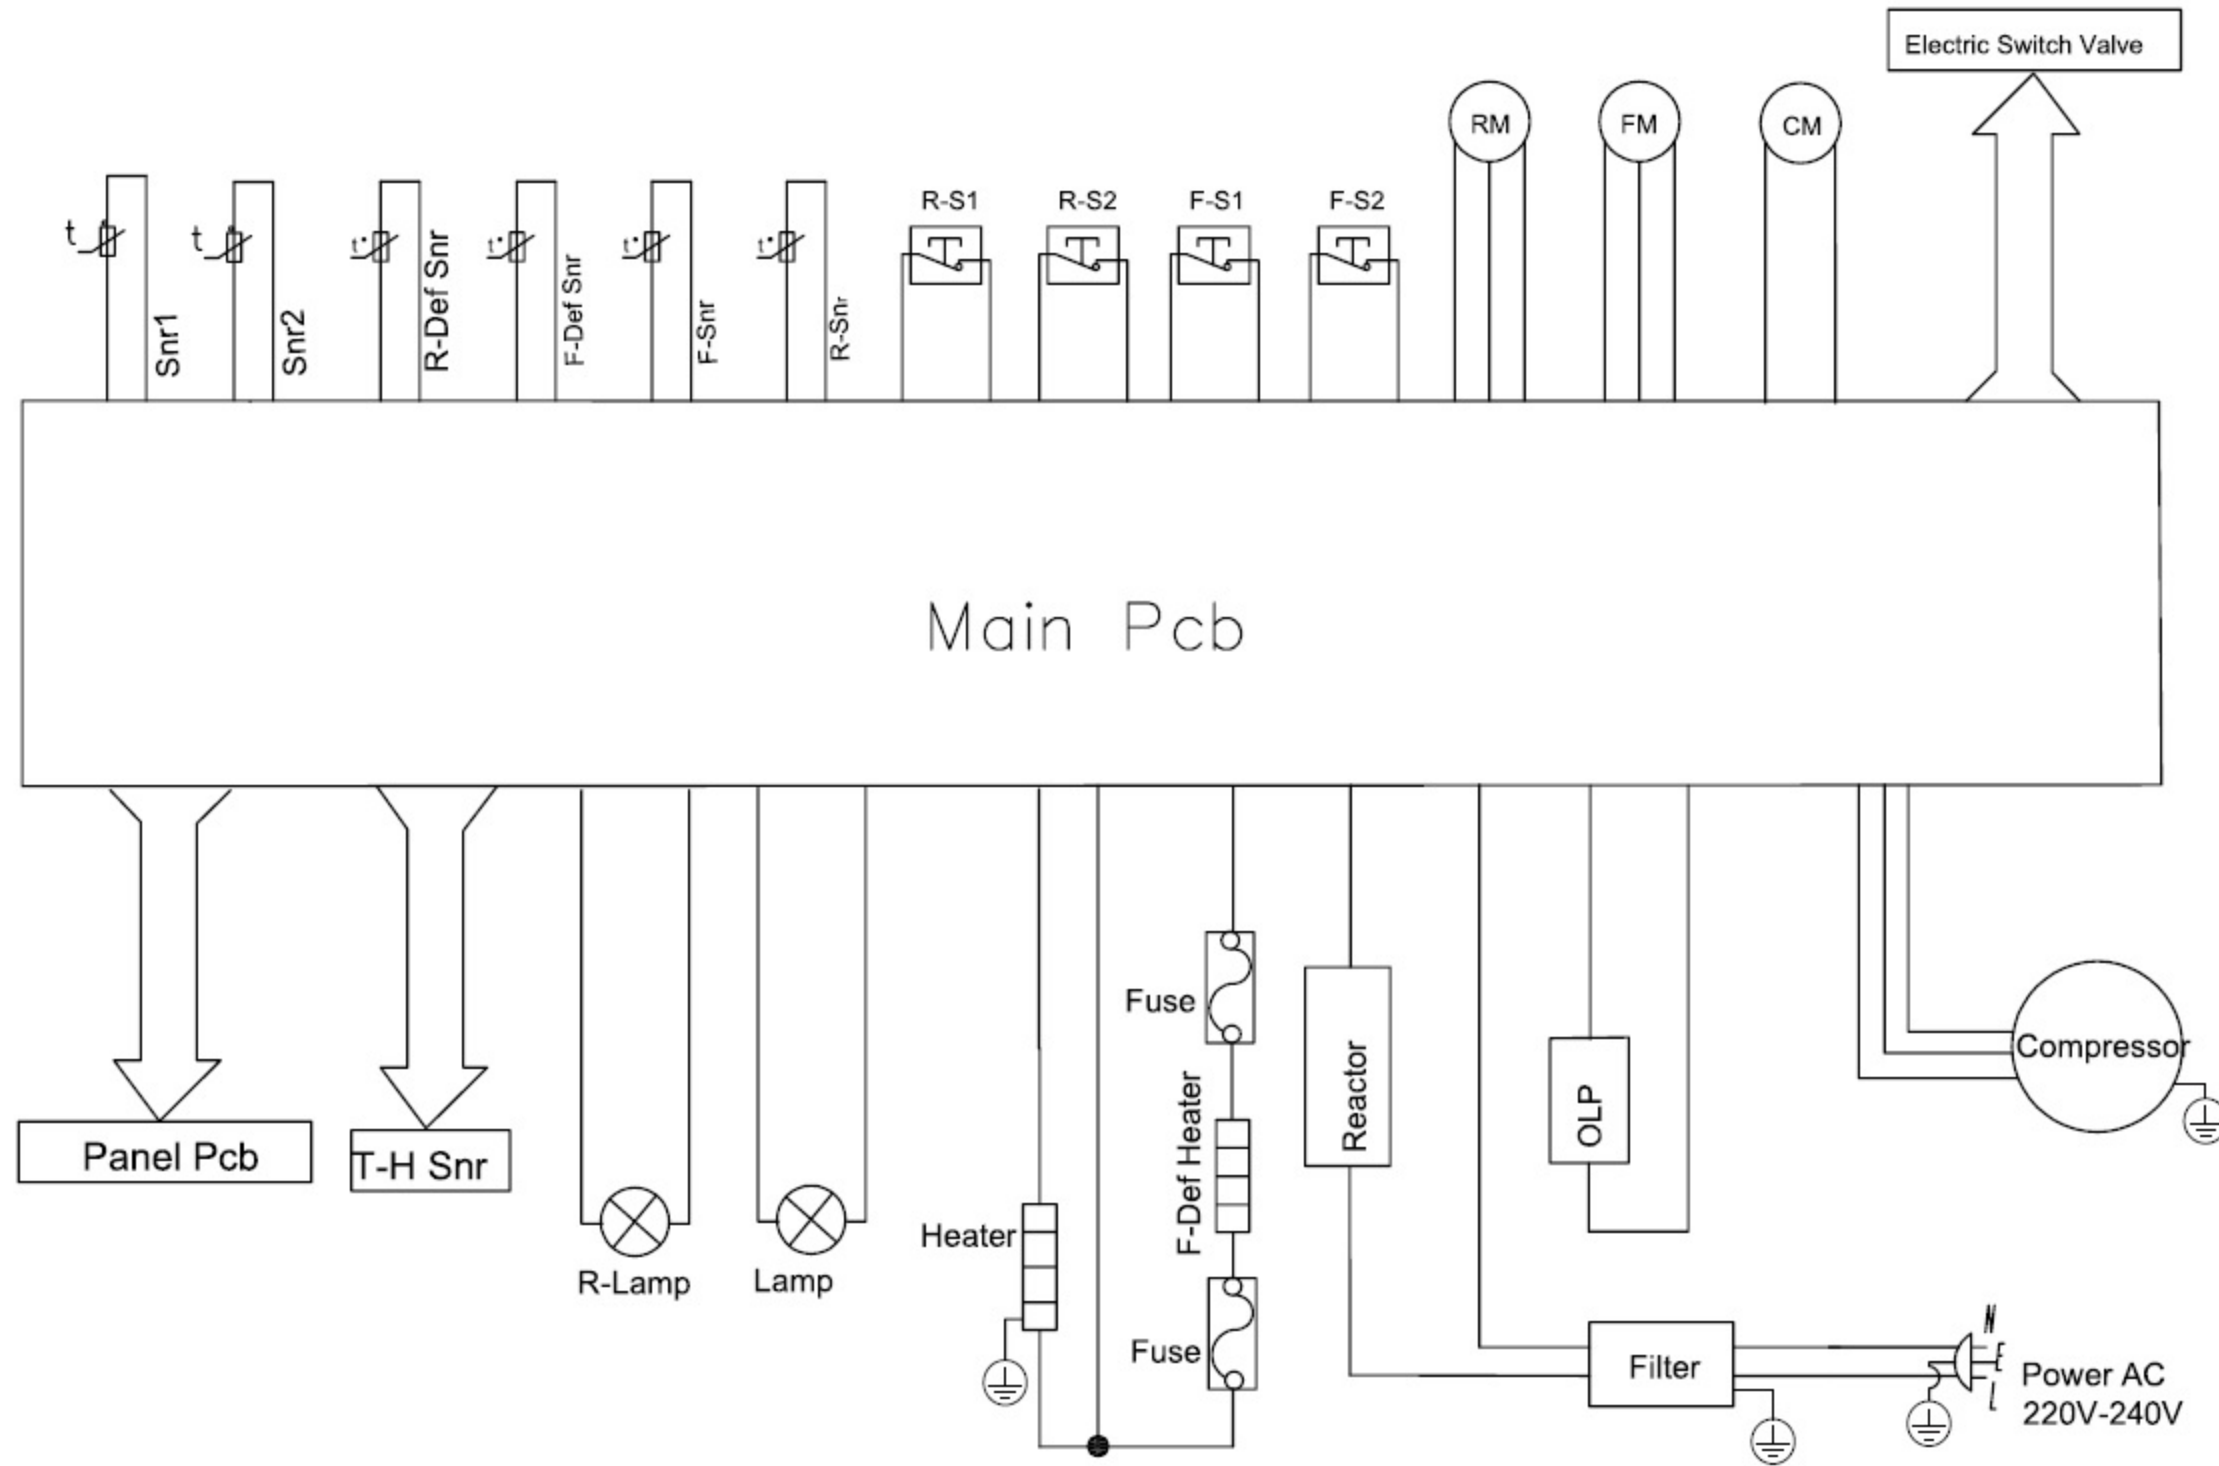 Electric Switch Valve
RM
FM
CM
R-S1
R-S2
F-S1
F-S2
t
t
t°
t°
t°
t°
Snr1
Snr2
R-Def Snr
F-Def Snr
F-Snr
R-Snr
Main Pcb
Panel Pcb
T-H Snr
R-Lamp
Lamp
Heater
Fuse
F-Def Heater
Fuse
Reactor
OLP
Compressor
Filter
N
E
L
Power AC
220V-240V